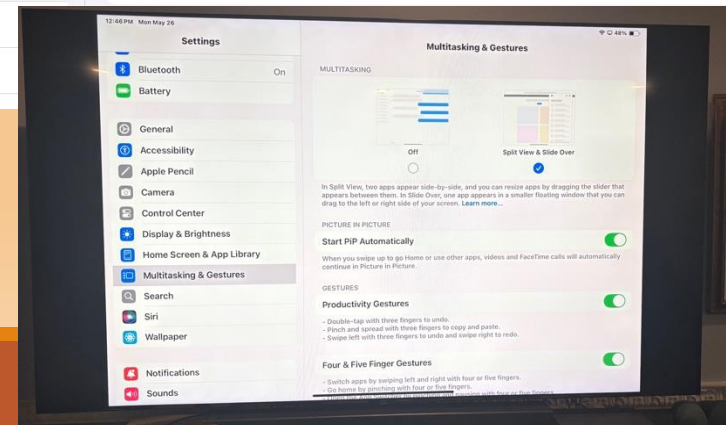 12:46 PM Mon May 26
48%
Settings
Multitasking & Gestures
Bluetooth On
Battery
General
Accessibility
Apple Pencil
Camera
Control Center
Display & Brightness
Home Screen & App Library
Multitasking & Gestures
Search
Siri
Wallpaper
Notifications
Sounds
MULTITASKING
Off
Split View & Slide Over
In Split View, two apps appear side-by-side, and you can resize apps by dragging the slider that
appears between them. In Slide Over, one app appears in a smaller floating window that you can
drag to the left or right side of your screen. Learn more...
PICTURE IN PICTURE
Start PiP Automatically
When you swipe up to go Home or use other apps, videos and FaceTime calls will automatically
continue in Picture in Picture.
GESTURES
Productivity Gestures
- Double-tap with three fingers to undo.
- Pinch and spread with three fingers to copy and paste.
- Swipe left with three fingers to undo and swipe right to redo.
Four & Five Finger Gestures
- Switch apps by swiping left and right with four or five fingers.
- Go home by pinching with four or five fingers.